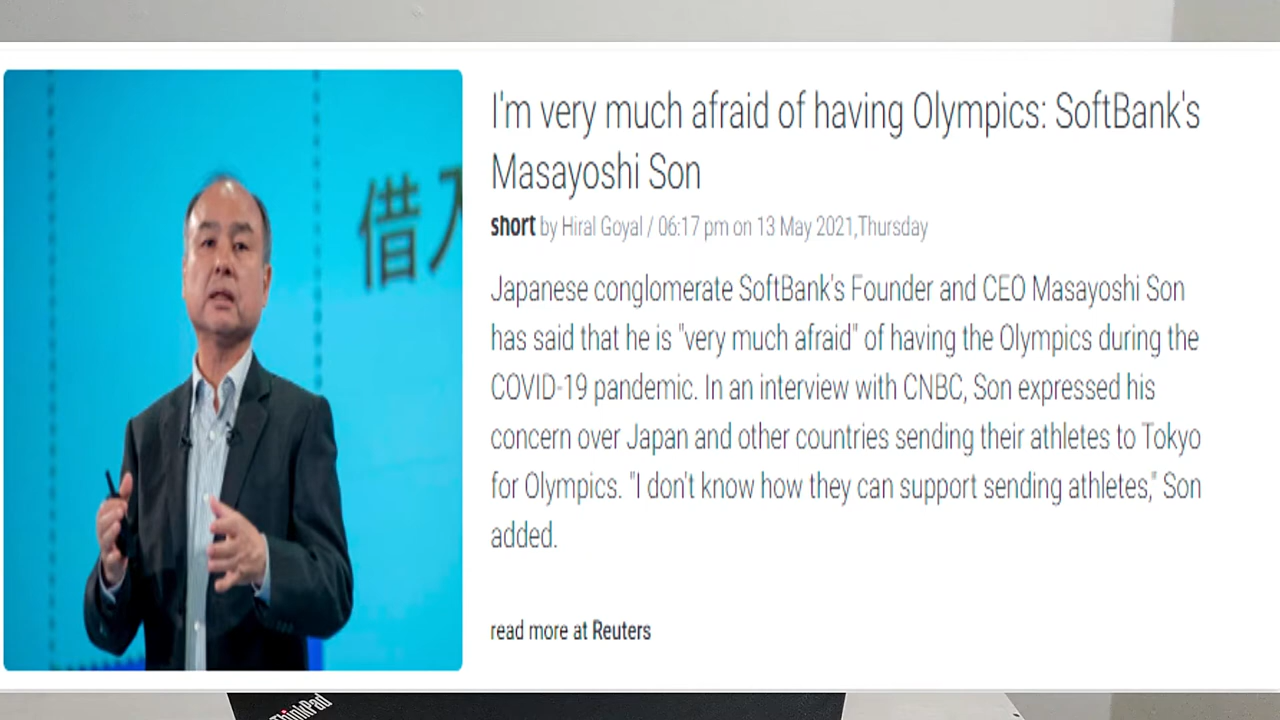 借入
I'm very much afraid of having Olympics: SoftBank's
Masayoshi Son
short by Hiral Goyal / 06:17 pm on 13 May 2021,Thursday
Japanese conglomerate SoftBank's Founder and CEO Masayoshi Son
has said that he is "very much afraid" of having the Olympics during the
COVID-19 pandemic. In an interview with CNBC, Son expressed his
concern over Japan and other countries sending their athletes to Tokyo
for Olympics. "I don't know how they can support sending athletes," Son
added.
read more at Reuters
ThinkPad